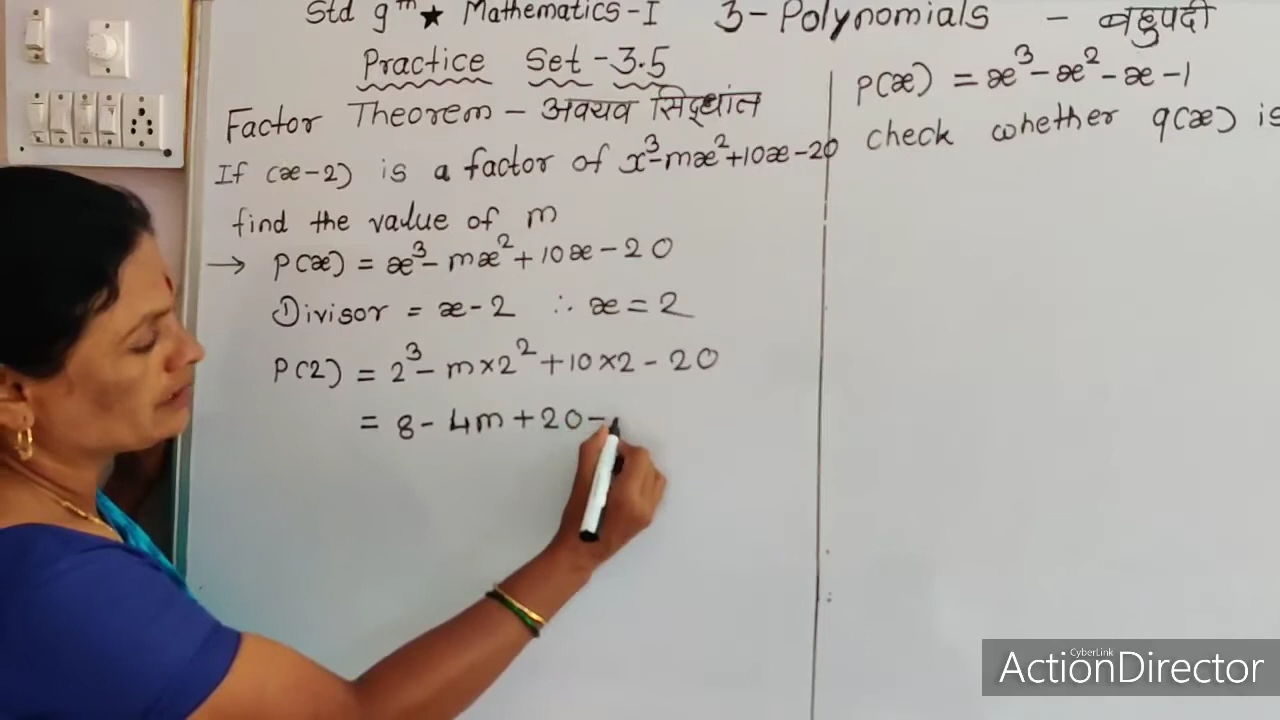 Std 9th ★ Mathematics-I 3-Polynomials - बहुपदी
Practice Set-3.5
Factor Theorem - अवयव सिद्धांत
If (x-2) is a factor of x³-mx²+10x-20
find the value of m
→ p(x) = x³-mx²+10x-20
Divisor = x-2 ∴ x=2
P(2) = 2³-m×2²+10×2-20
= 8-4m+20-
p(x) = x³-x²-x-1
check whether q(x) is
CyberLink
ActionDirector